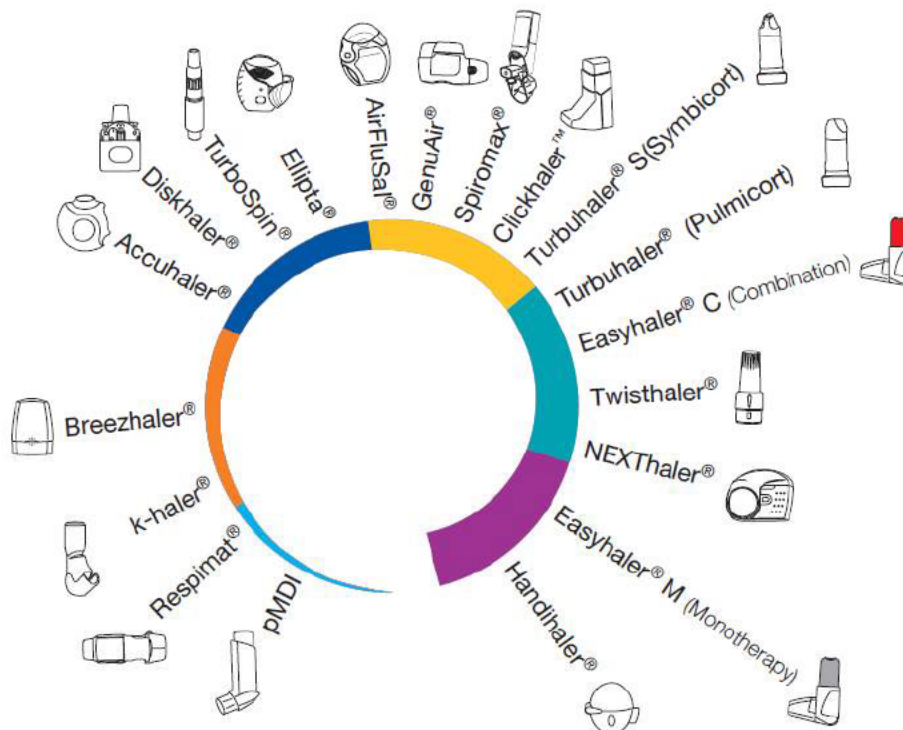 pMDI
Respimat®
k-haler®
Breezhaler®
Accuhaler®
Diskhaler®
TurboSpin®
Ellipta®
AirFluSal®
GenuAir®
Spiromax®
Clickhaler™
Turbuhaler® S(Symbicort)
Turbuhaler® (Pulmicort)
Easyhaler® C (Combination)
Twisthaler®
NEXThaler®
Easyhaler® M (Monotherapy)
Handihaler®